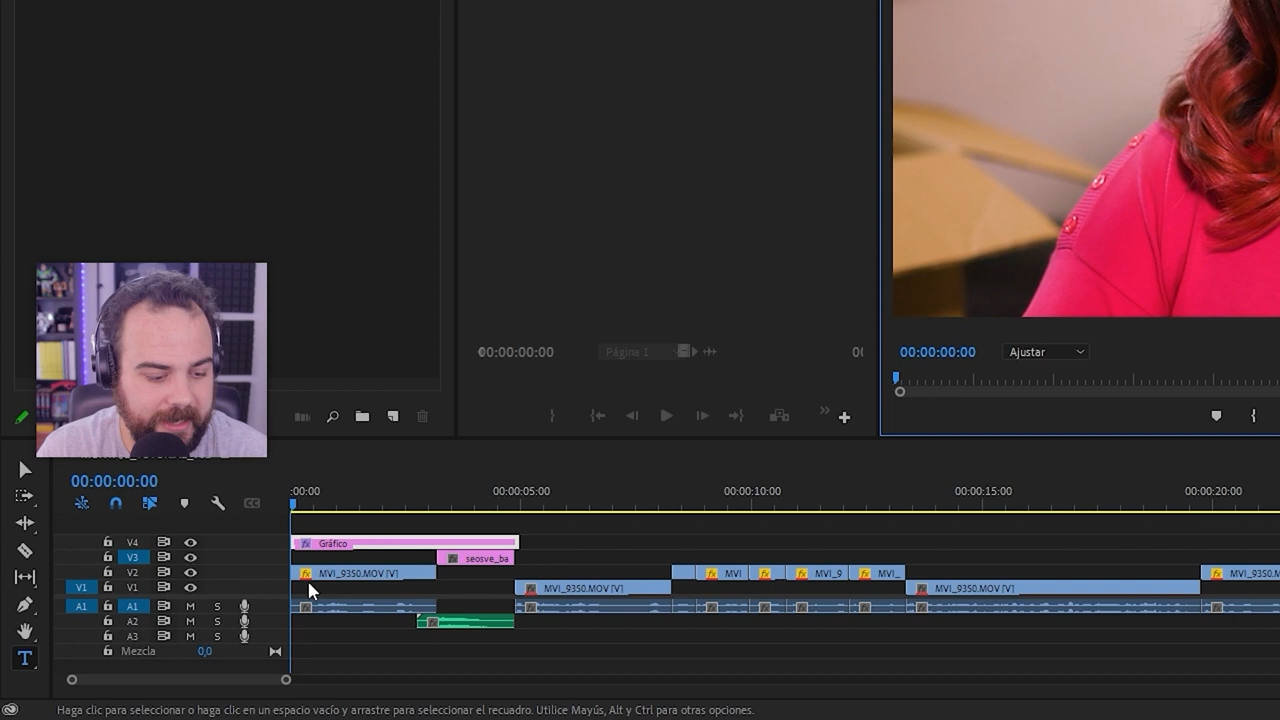 00:00:00:00
Página 1
00:00:00:00
Ajustar
00:00:00:00
:00:00
00:00:05:00
00:00:10:00
00:00:15:00
00:00:20:00
V4
Gráfico
V3
seosve_ba
V2
MVI_9350.MOV [V]
MVI
MVI_9
MVI_
MVI_9350.M
V1
V1
MVI_9350.MOV [V]
MVI_9350.MOV [V]
A1
A1
M
S
A2
M
S
A3
M
S
Mezcla
0,0
Haga clic para seleccionar o haga clic en un espacio vacío y arrastre para seleccionar el recuadro. Utilice Mayús, Alt y Ctrl para otras opciones.